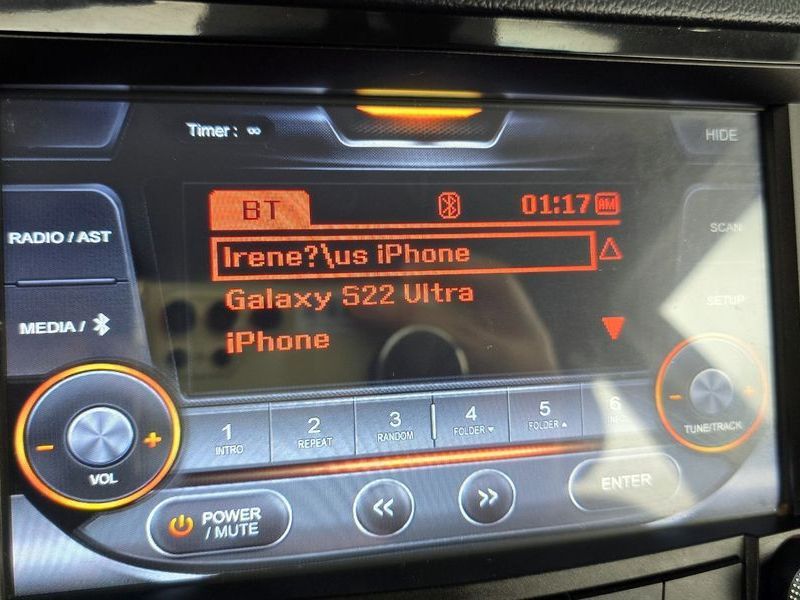 Timer : ∞
HIDE
RADIO / AST
BT
01:17 AM
SCAN
Irene?\us iPhone
Galaxy S22 Ultra
SETUP
MEDIA /
iPhone
1
INTRO
2
REPEAT
3
RANDOM
4
FOLDER ▼
5
FOLDER ▲
6
- +
VOL
- +
TUNE/TRACK
POWER
/ MUTE
<<
>>
ENTER